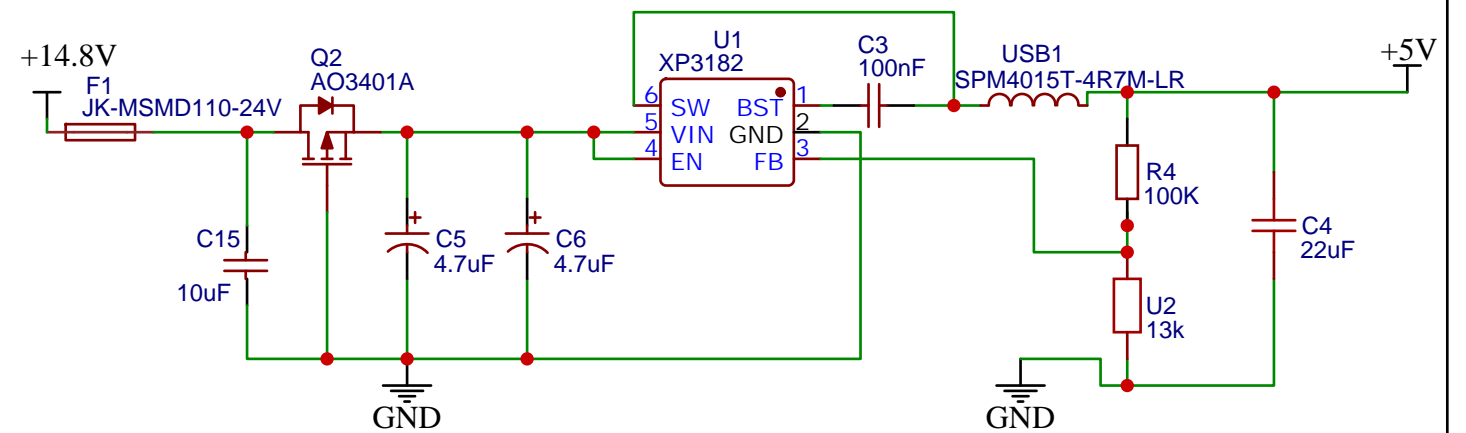 +14.8V
F1
JK-MSMD110-24V
Q2
AO3401A
U1
XP3182
C3
100nF
USB1
SPM4015T-4R7M-LR
+5V
6 SW BST 1
5 VIN GND 2
4 EN FB 3
R4
100K
C15
10uF
C5
4.7uF
C6
4.7uF
C4
22uF
U2
13k
GND
GND